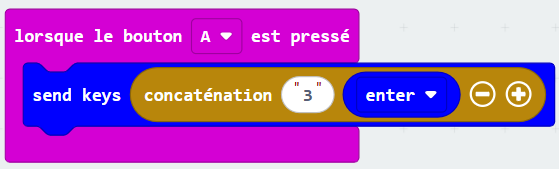 lorsque le bouton A est pressé
send keys concaténation "3" enter